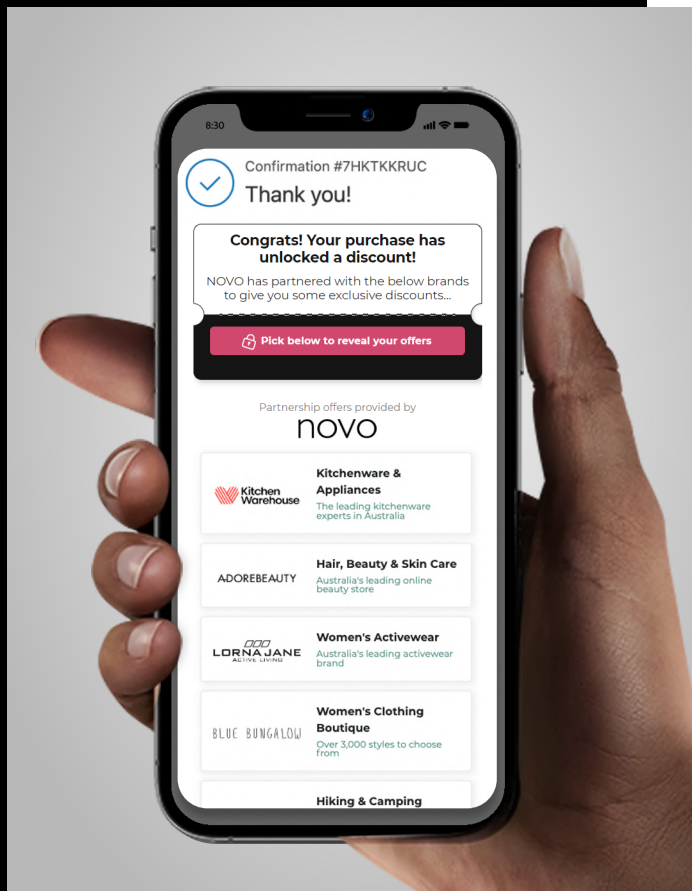 8:30
Confirmation #7HKTKKRUC
Thank you!
Congrats! Your purchase has
unlocked a discount!
NOVO has partnered with the below brands
to give you some exclusive discounts...
Pick below to reveal your offers
Partnership offers provided by
novo
Kitchen
Warehouse
Kitchenware &
Appliances
The leading kitchenware
experts in Australia
ADOREBEAUTY
Hair, Beauty & Skin Care
Australia's leading online
beauty store
LORNA JANE
ACTIVE LIVING
Women's Activewear
Australia's leading activewear
brand
BLUE BUNGALOW
Women's Clothing
Boutique
Over 3,000 styles to choose
from
Hiking & Camping